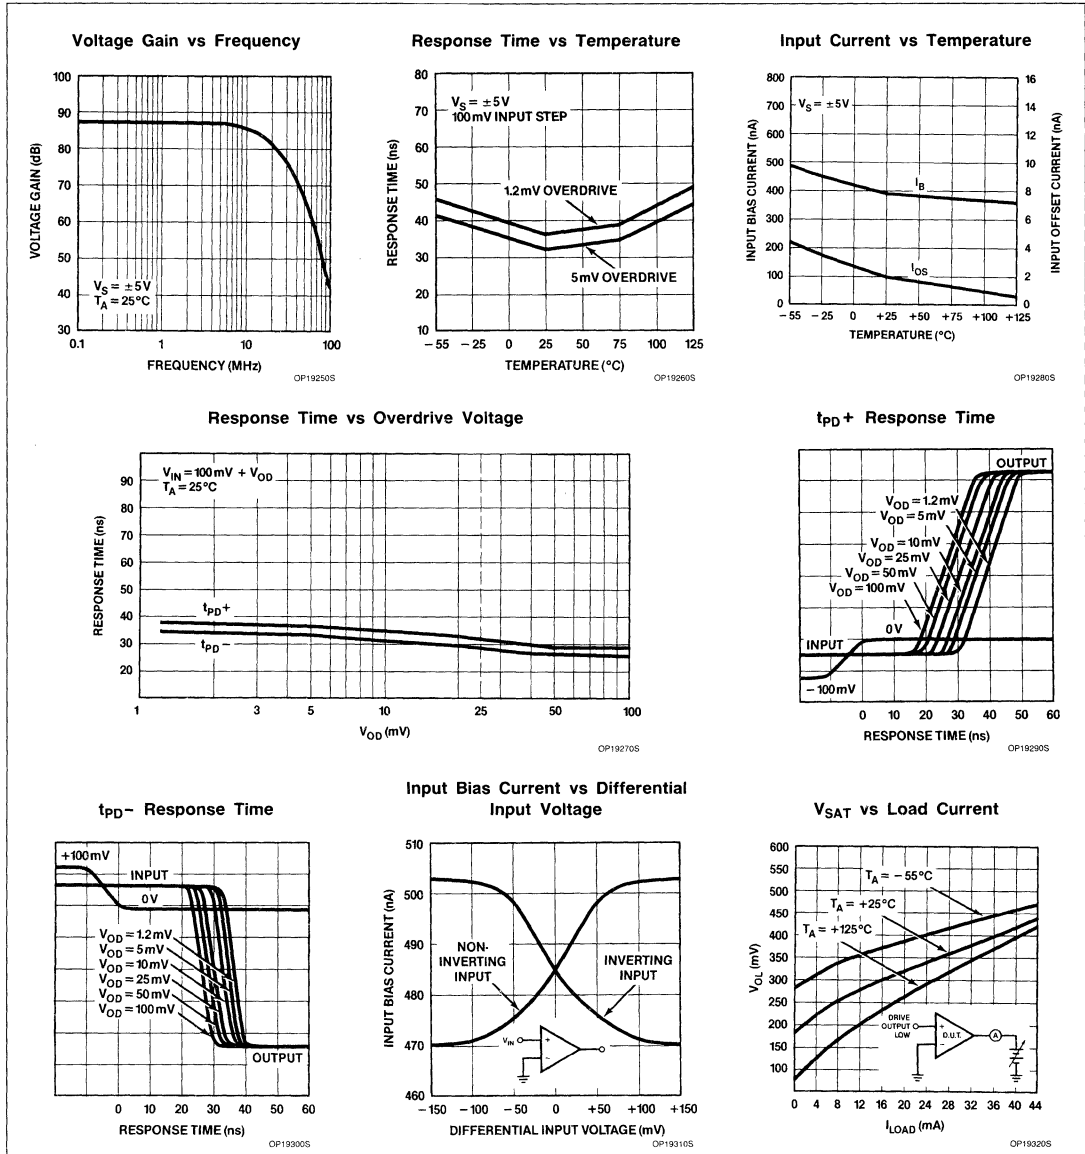 Voltage Gain vs Frequency
100
90
80
70
60
50
40
30
VOLTAGE GAIN (dB)
VS = ±5V
TA = 25°C
0.1 1 10 100
FREQUENCY (MHz)
OP19250S
Response Time vs Temperature
80
70
60
50
40
30
20
10
RESPONSE TIME (ns)
VS = ±5V
100mV INPUT STEP
1.2mV OVERDRIVE
5mV OVERDRIVE
−55 −25 0 25 50 75 100 125
TEMPERATURE (°C)
OP19260S
Input Current vs Temperature
800
700
600
500
400
300
200
100
0
INPUT BIAS CURRENT (nA)
VS = ±5V
IB
IOS
16
14
12
10
8
6
4
2
0
INPUT OFFSET CURRENT (nA)
−55 −25 0 +25 +50 +75 +100 +125
TEMPERATURE (°C)
OP19280S
Response Time vs Overdrive Voltage
90
80
70
60
50
40
30
20
RESPONSE TIME (ns)
VIN = 100mV + VOD
TA = 25°C
tPD+
tPD−
1 3 5 10 25 50 100
VOD (mV)
OP19270S
tPD+ Response Time
OUTPUT
VOD = 1.2mV
VOD = 5mV
VOD = 10mV
VOD = 25mV
VOD = 50mV
VOD = 100mV
0V
INPUT
−100mV
0 10 20 30 40 50 60
RESPONSE TIME (ns)
OP19290S
tPD− Response Time
+100mV
INPUT
0V
VOD = 1.2mV
VOD = 5mV
VOD = 10mV
VOD = 25mV
VOD = 50mV
VOD = 100mV
OUTPUT
0 10 20 30 40 50 60
RESPONSE TIME (ns)
OP19300S
Input Bias Current vs Differential
Input Voltage
510
500
490
480
470
460
INPUT BIAS CURRENT (nA)
NON-
INVERTING
INPUT
INVERTING
INPUT
VIN
+
−
−150 −100 −50 0 +50 +100 +150
DIFFERENTIAL INPUT VOLTAGE (mV)
OP19310S
VSAT vs Load Current
600
550
500
450
400
350
300
250
200
150
100
VOL (mV)
TA = −55°C
TA = +25°C
TA = +125°C
DRIVE
OUTPUT
LOW
+
−
D.U.T.
A
0 4 8 12 16 20 24 28 32 36 40 44
ILOAD (mA)
OP19320S